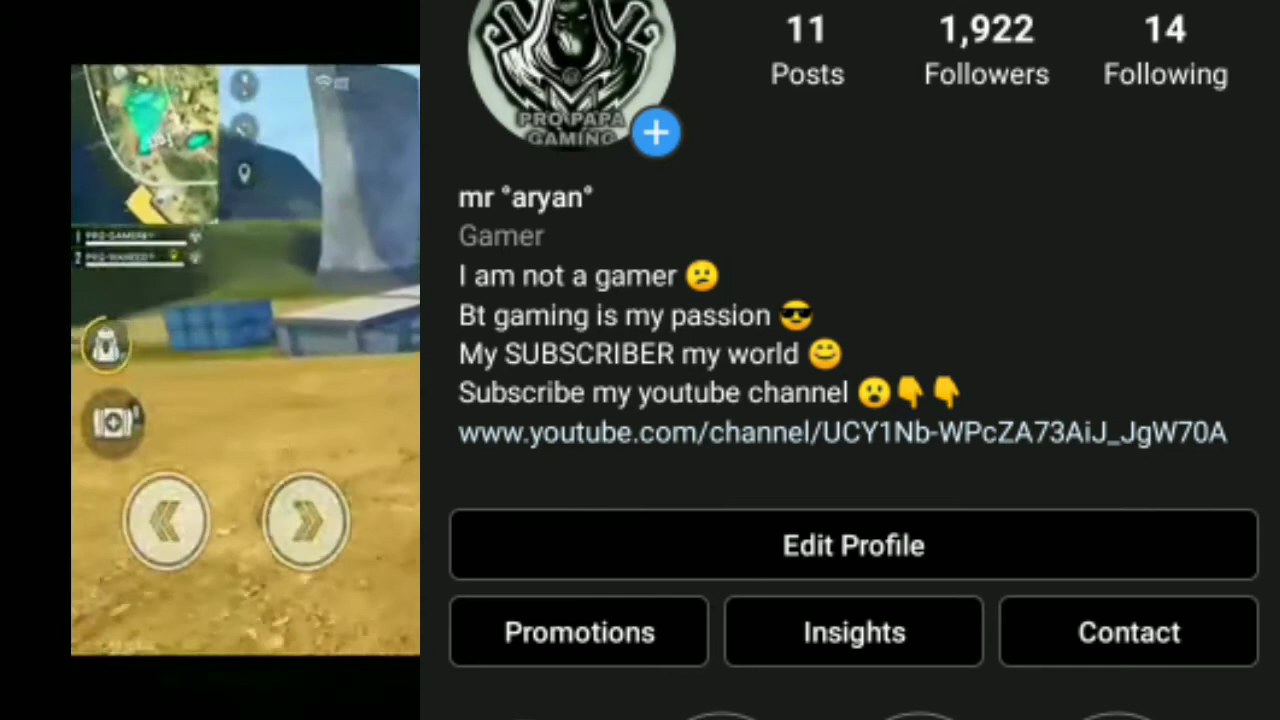 11
Posts
1,922
Followers
14
Following
PRO PAPA
GAMING
mr °aryan°
Gamer
I am not a gamer 😕
Bt gaming is my passion 😎
My SUBSCRIBER my world 😊
Subscribe my youtube channel 😮👇👇
www.youtube.com/channel/UCY1Nb-WPcZA73AiJ_JgW70A
Edit Profile
Promotions
Insights
Contact
1
2